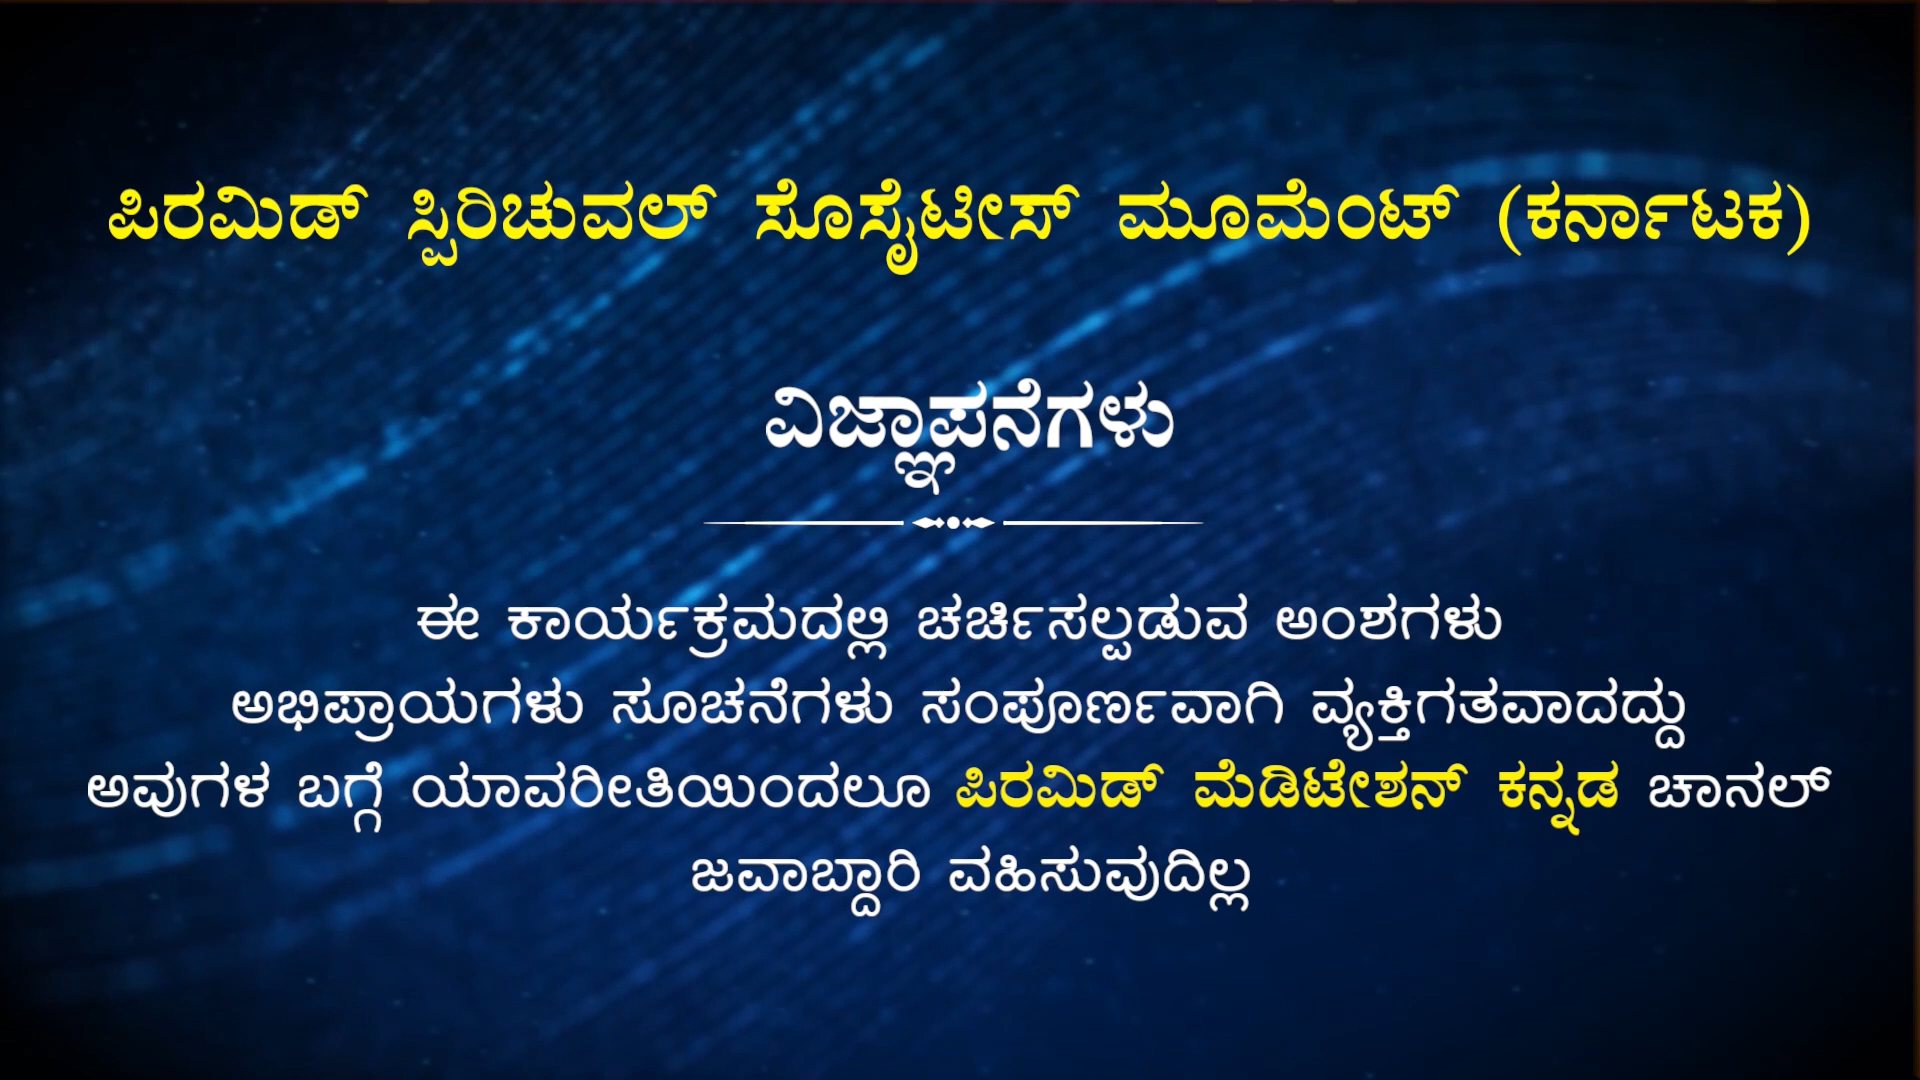 ಪಿರಮಿಡ್ ಸ್ಪಿರಿಚುವಲ್ ಸೊಸೈಟೀಸ್ ಮೂಮೆಂಟ್ (ಕರ್ನಾಟಕ)
ವಿಜ್ಞಾಪನೆಗಳು
ಈ ಕಾರ್ಯಕ್ರಮದಲ್ಲಿ ಚರ್ಚಿಸಲ್ಪಡುವ ಅಂಶಗಳು
ಅಭಿಪ್ರಾಯಗಳು ಸೂಚನೆಗಳು ಸಂಪೂರ್ಣವಾಗಿ ವ್ಯಕ್ತಿಗತವಾದದ್ದು
ಅವುಗಳ ಬಗ್ಗೆ ಯಾವರೀತಿಯಿಂದಲೂ ಪಿರಮಿಡ್ ಮೆಡಿಟೇಶನ್ ಕನ್ನಡ ಚಾನಲ್
ಜವಾಬ್ದಾರಿ ವಹಿಸುವುದಿಲ್ಲ